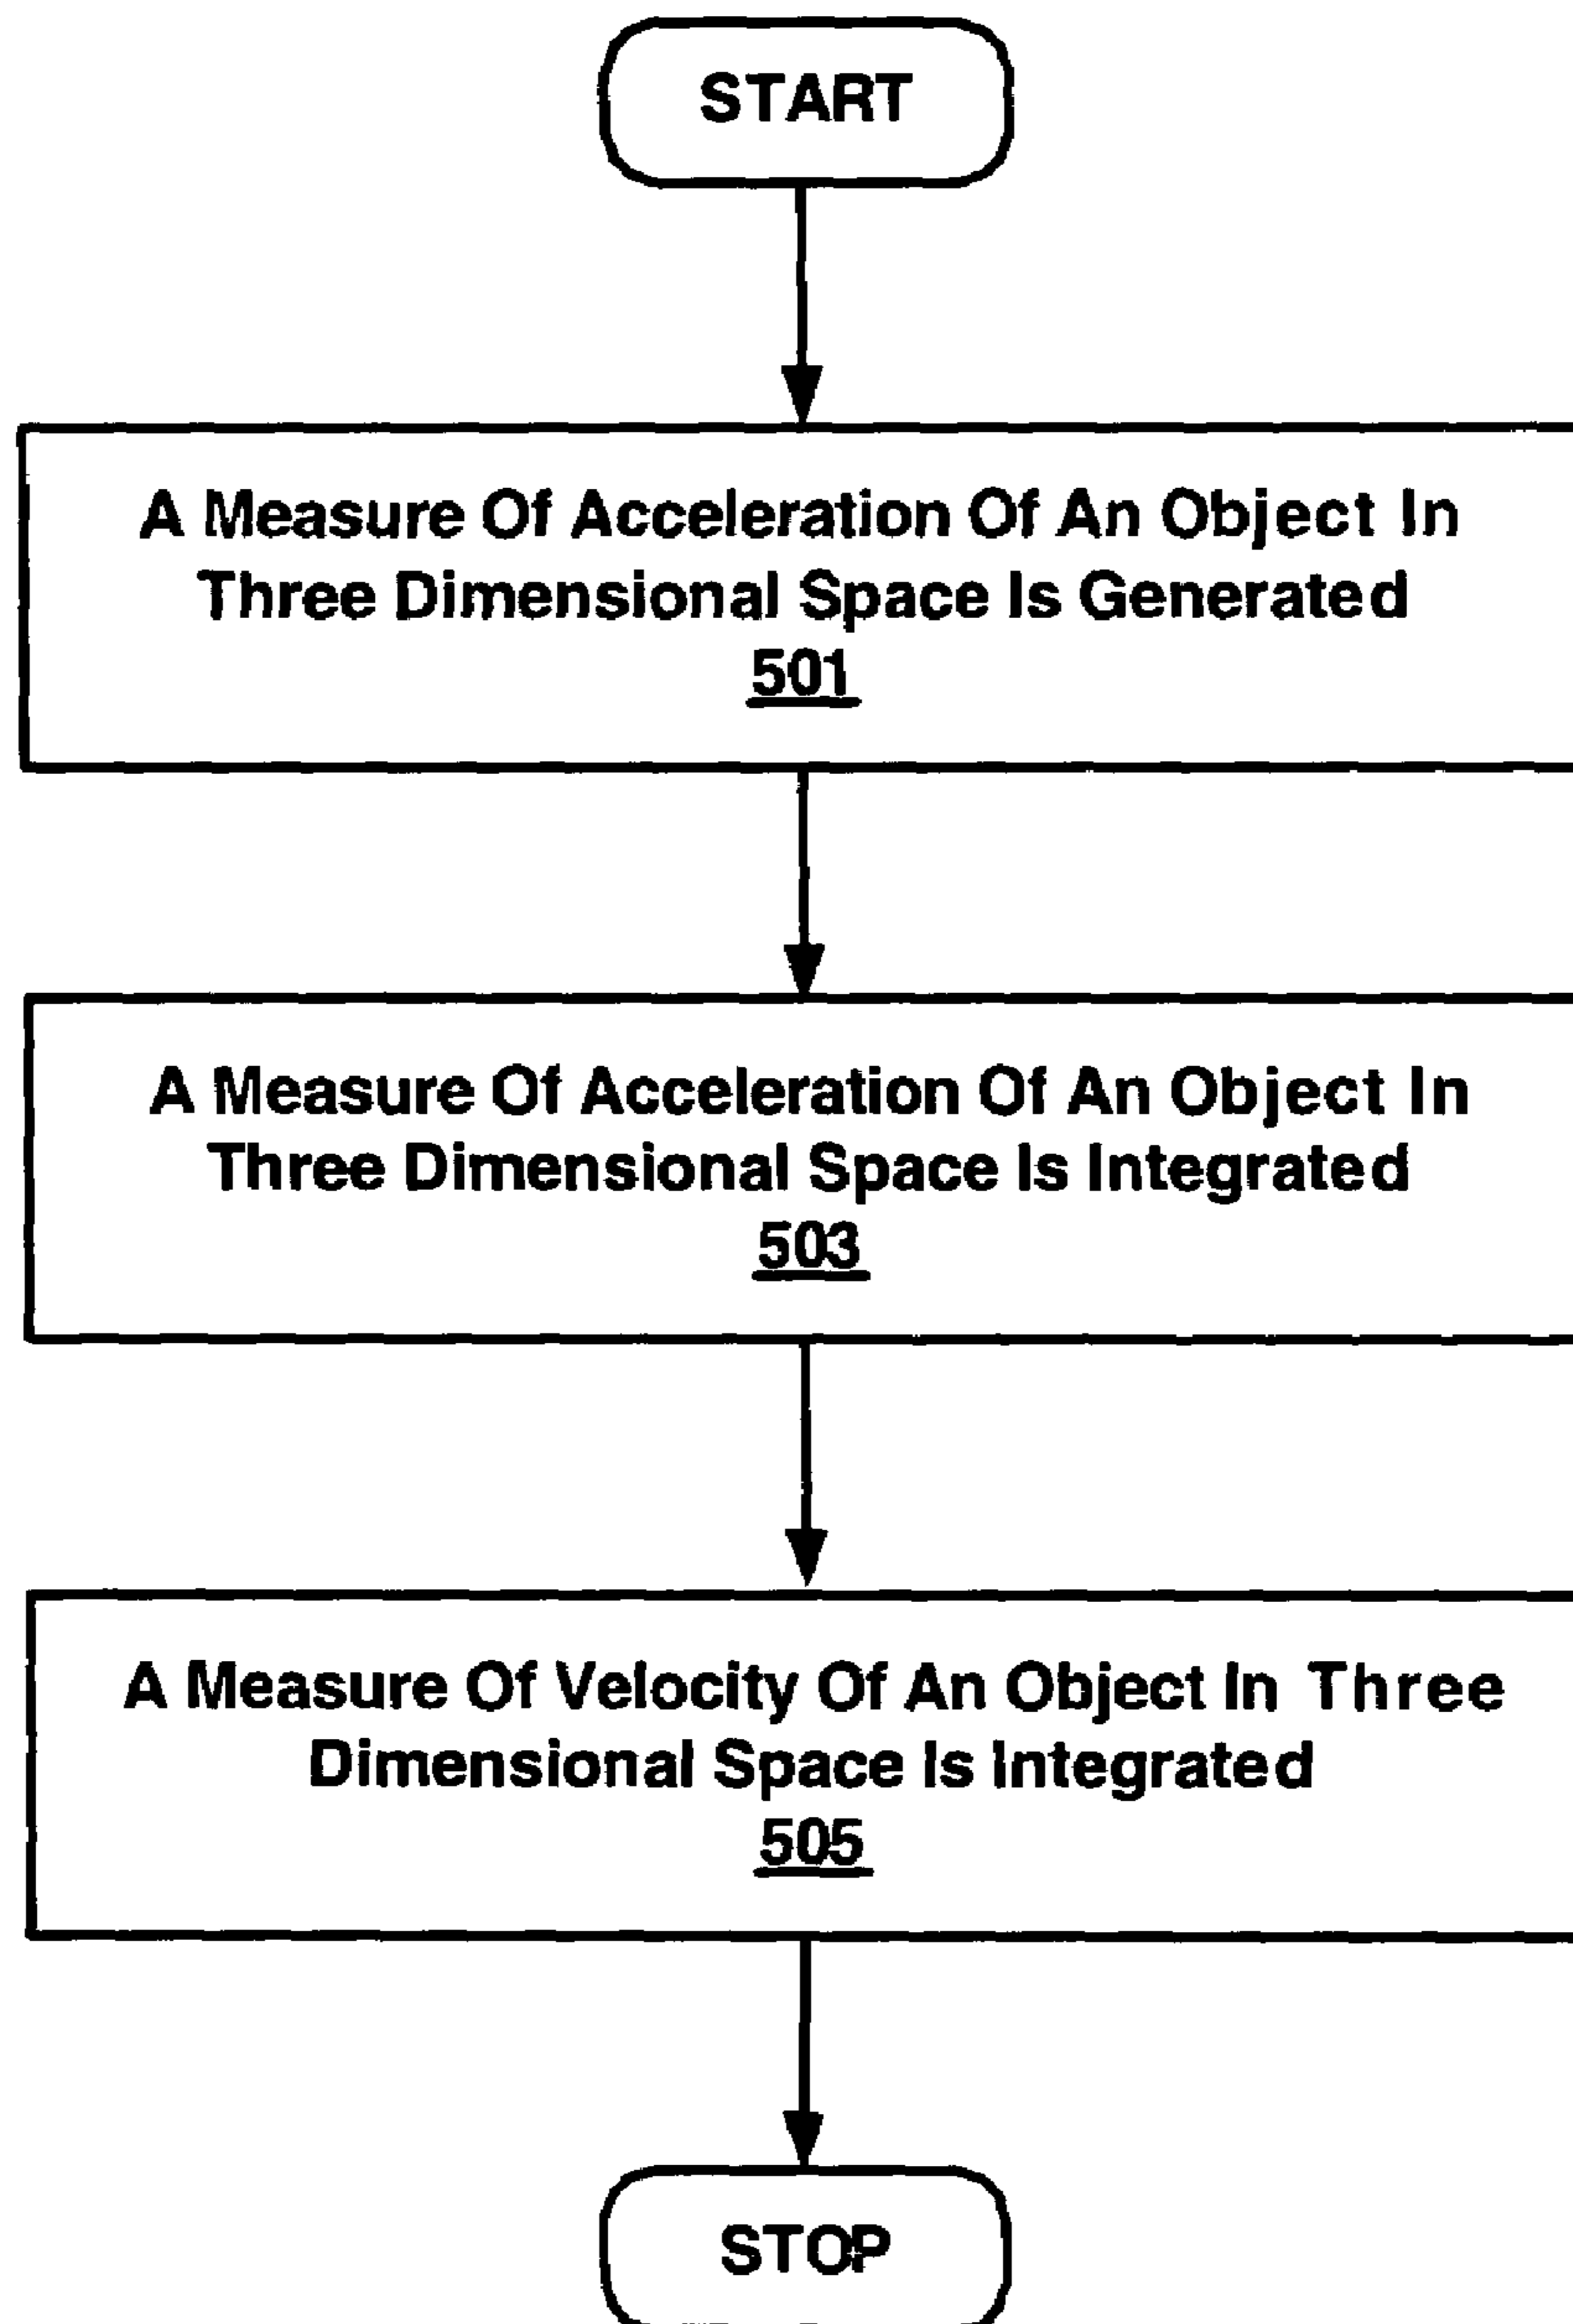 START
A Measure Of Acceleration Of An Object In
Three Dimensional Space Is Generated
501
A Measure Of Acceleration Of An Object In
Three Dimensional Space Is Integrated
503
A Measure Of Velocity Of An Object In Three
Dimensional Space Is Integrated
505
STOP